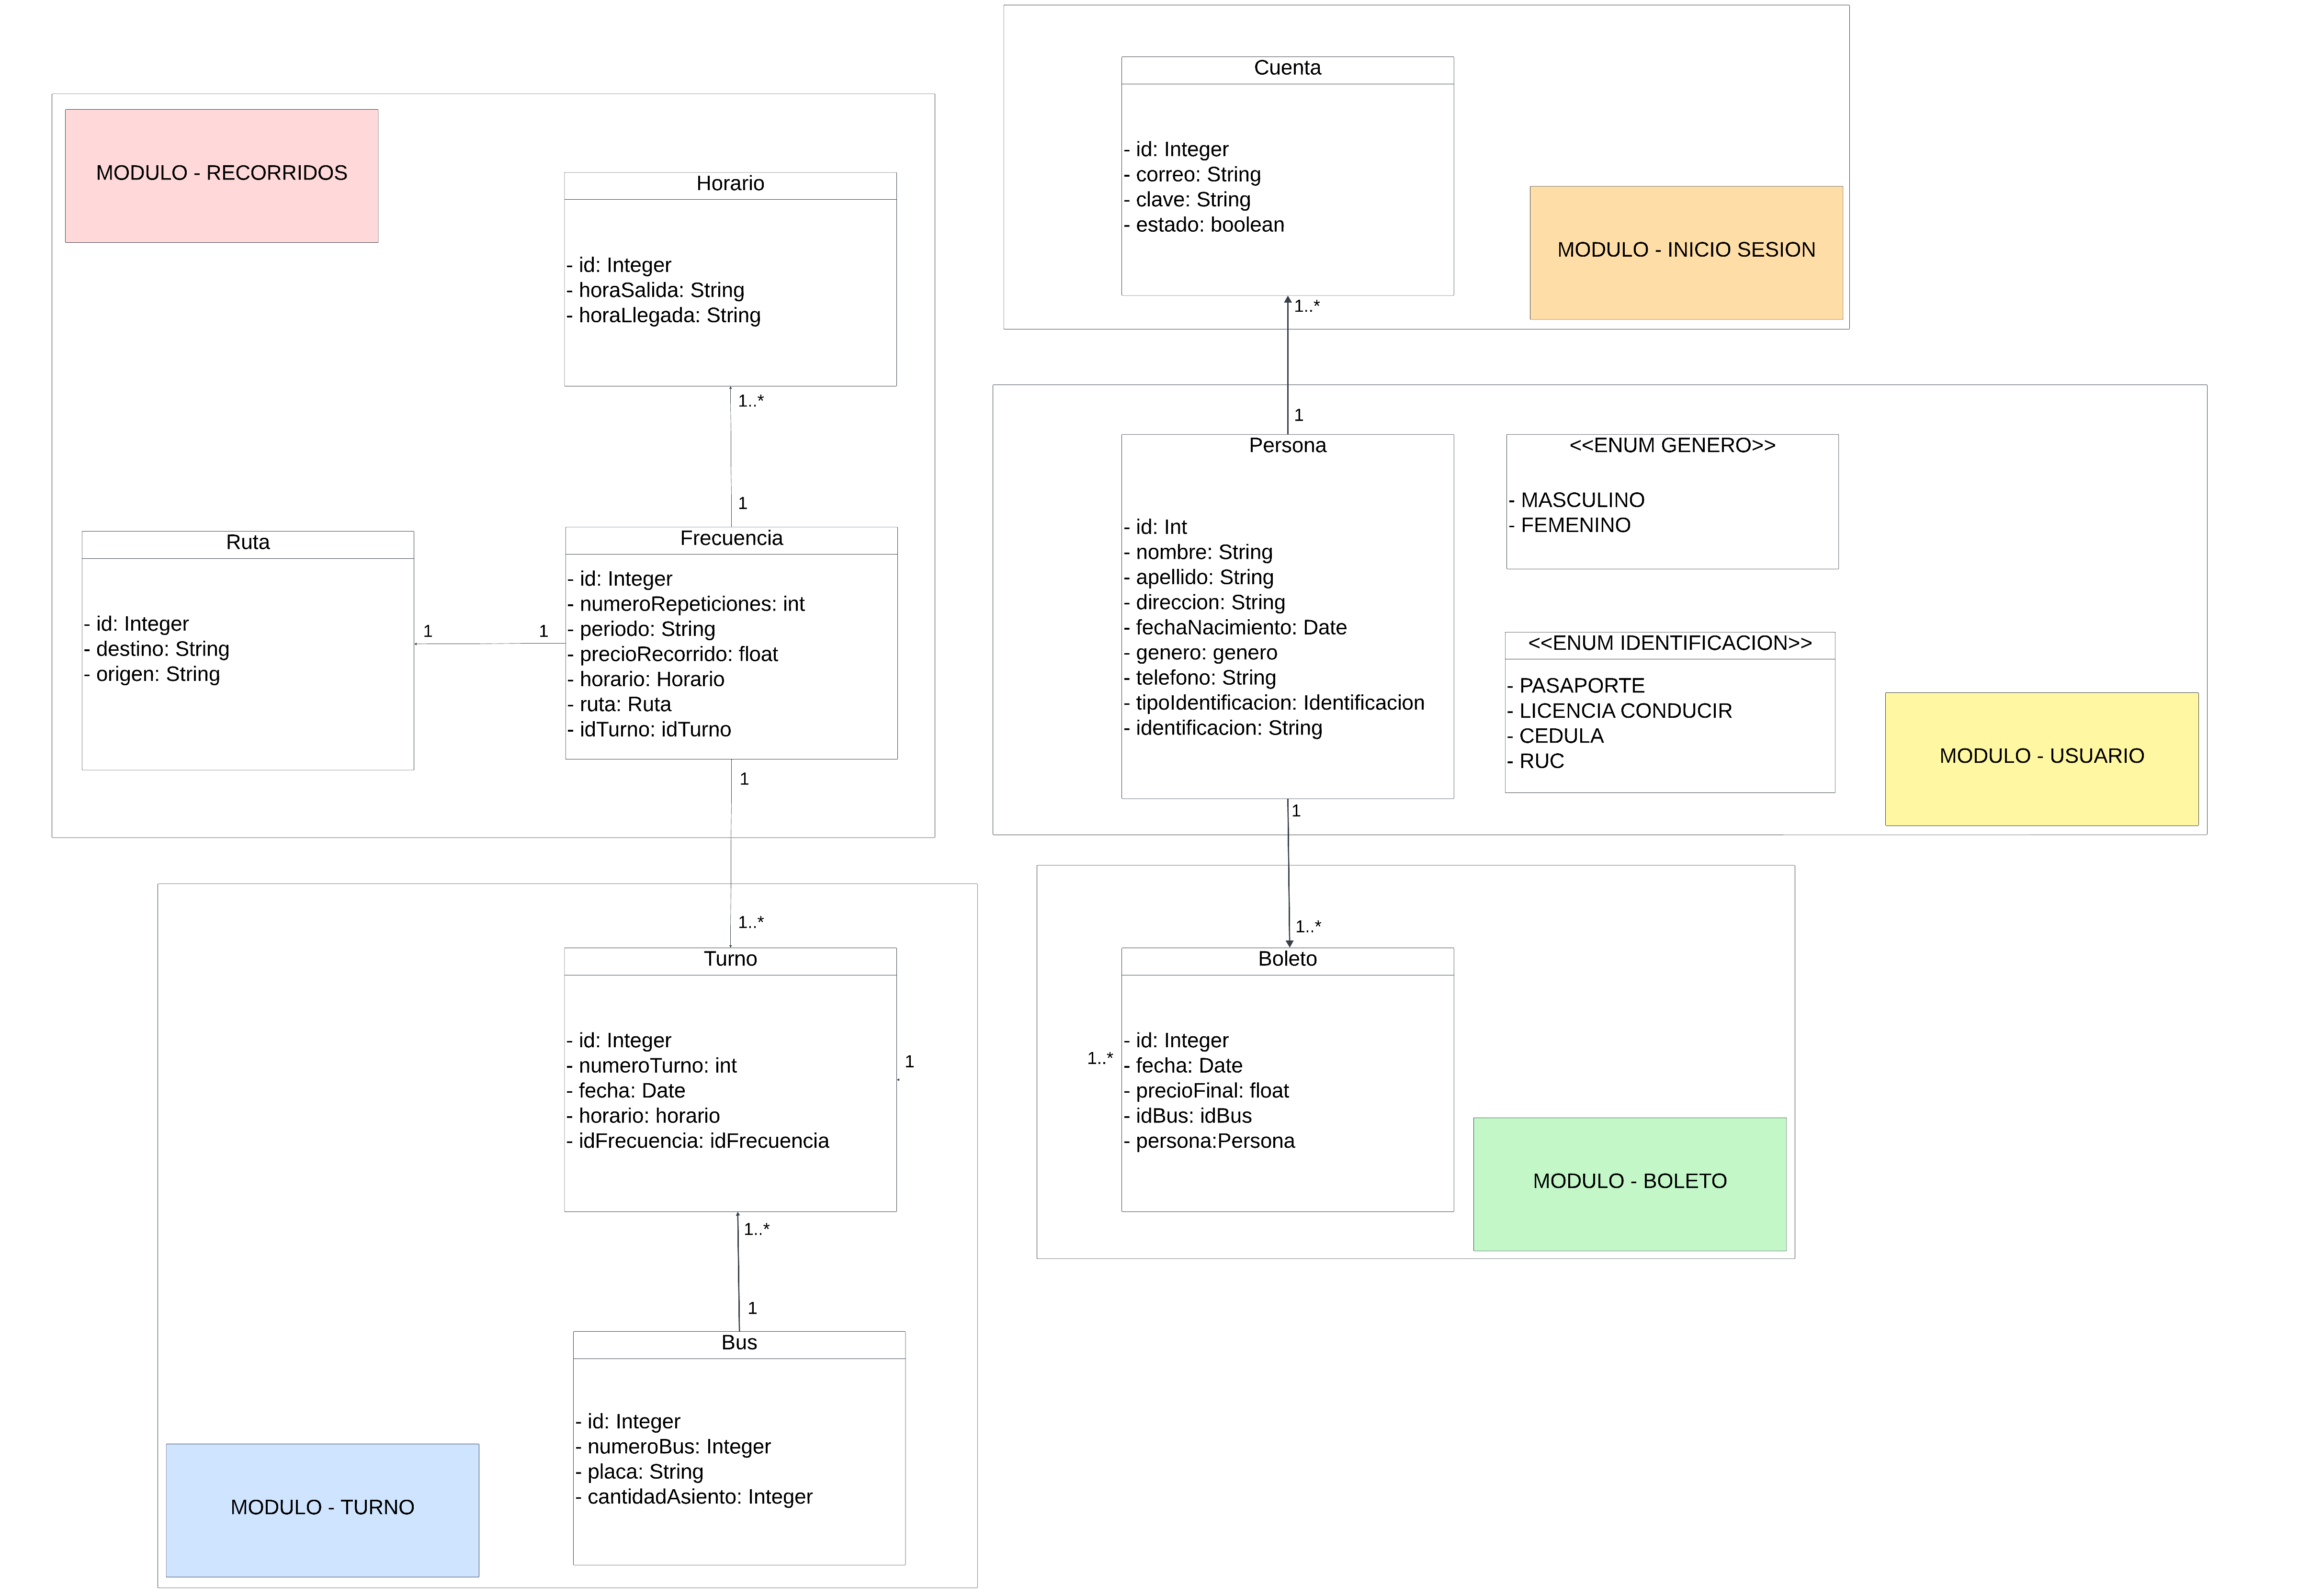 Cuenta
- id: Integer
- correo: String
- clave: String
- estado: boolean
MODULO - INICIO SESION
1..*
1
MODULO - RECORRIDOS
Horario
- id: Integer
- horaSalida: String
- horaLlegada: String
1..*
1
Ruta
- id: Integer
- destino: String
- origen: String
1
1
Frecuencia
- id: Integer
- numeroRepeticiones: int
- periodo: String
- precioRecorrido: float
- horario: Horario
- ruta: Ruta
- idTurno: idTurno
1
1..*
Persona
- id: Int
- nombre: String
- apellido: String
- direccion: String
- fechaNacimiento: Date
- genero: genero
- telefono: String
- tipoIdentificacion: Identificacion
- identificacion: String
<<ENUM GENERO>>
- MASCULINO
- FEMENINO
<<ENUM IDENTIFICACION>>
- PASAPORTE
- LICENCIA CONDUCIR
- CEDULA
- RUC
MODULO - USUARIO
1
1..*
Turno
- id: Integer
- numeroTurno: int
- fecha: Date
- horario: horario
- idFrecuencia: idFrecuencia
1
1..*
Boleto
- id: Integer
- fecha: Date
- precioFinal: float
- idBus: idBus
- persona:Persona
MODULO - BOLETO
1..*
1
Bus
- id: Integer
- numeroBus: Integer
- placa: String
- cantidadAsiento: Integer
MODULO - TURNO